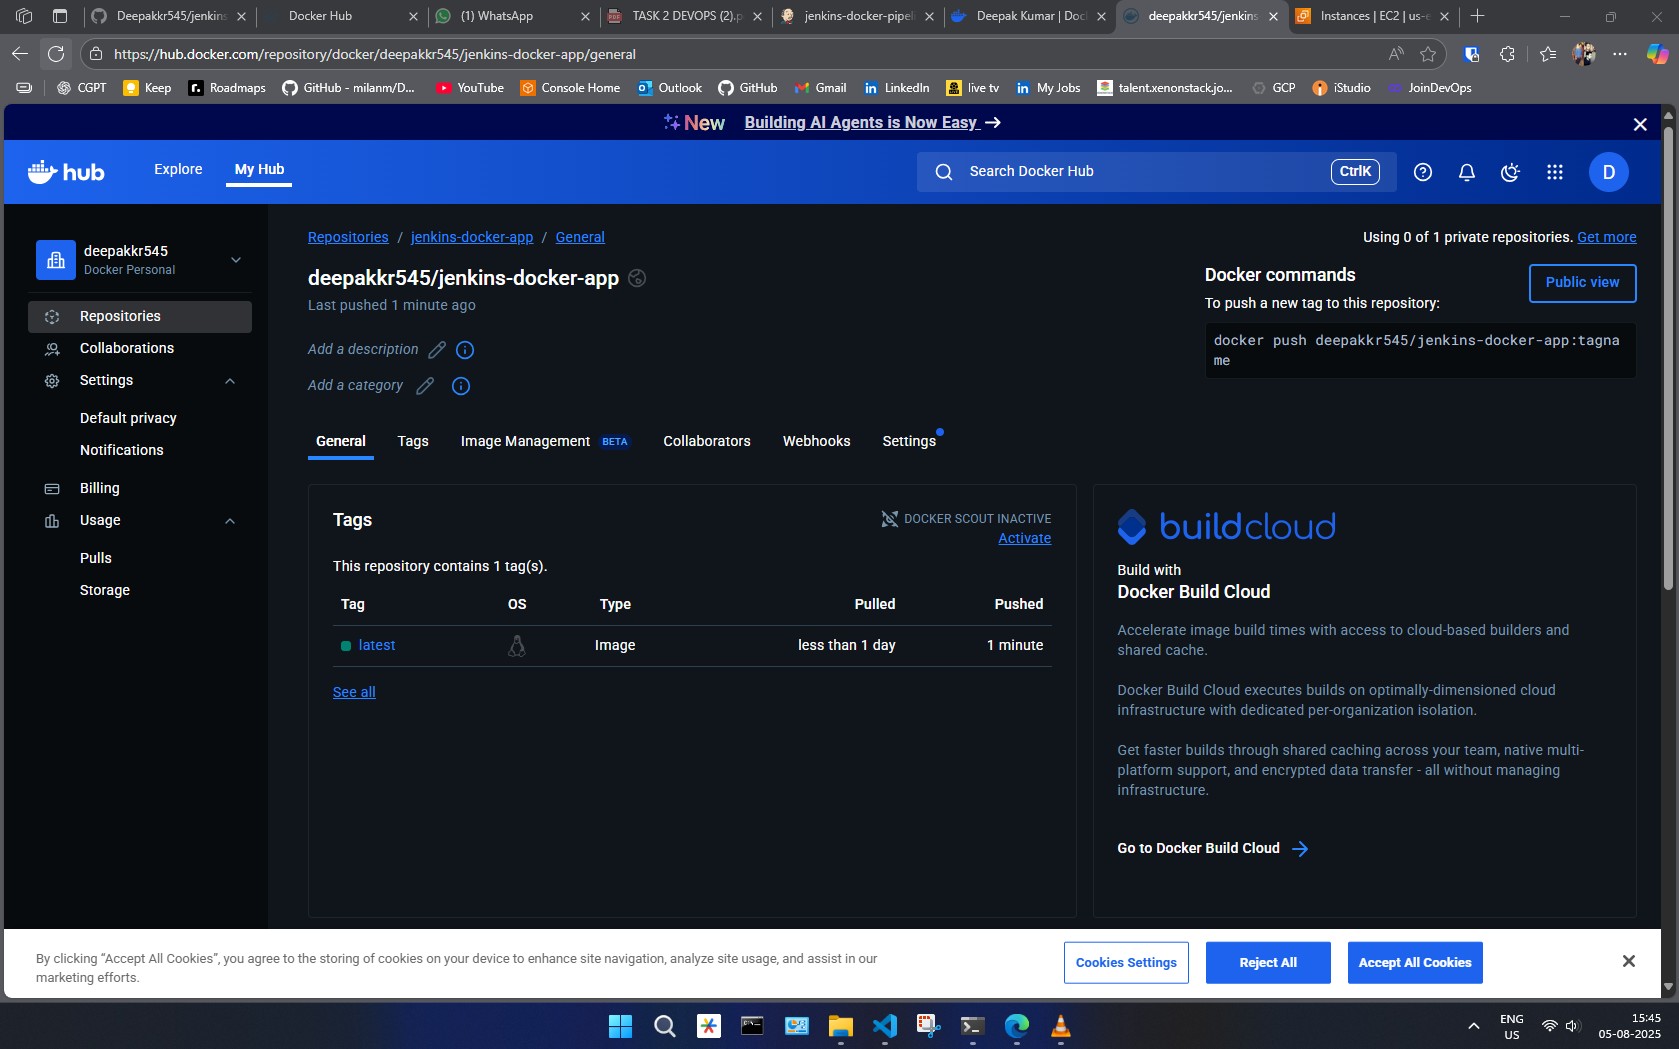 Deepakkr545/jenkins
Docker Hub
(1) WhatsApp
TASK 2 DEVOPS (2).p
jenkins-docker-pipel
Deepak Kumar | Doc
deepakkr545/jenkins
Instances | EC2 | us-e
https://hub.docker.com/repository/docker/deepakkr545/jenkins-docker-app/general
CGPT
Keep
Roadmaps
GitHub - milanm/D...
YouTube
Console Home
Outlook
GitHub
Gmail
LinkedIn
live tv
My Jobs
talent.xenonstack.jo...
GCP
iStudio
JoinDevOps
New Building AI Agents is Now Easy
hub
Explore
My Hub
Search Docker Hub
CtrlK
D
deepakkr545
Docker Personal
Repositories
Collaborations
Settings
Default privacy
Notifications
Billing
Usage
Pulls
Storage
Repositories / jenkins-docker-app / General
Using 0 of 1 private repositories. Get more
deepakkr545/jenkins-docker-app
Last pushed 1 minute ago
Add a description
Add a category
Docker commands
Public view
To push a new tag to this repository:
docker push deepakkr545/jenkins-docker-app:tagna
me
General
Tags
Image Management BETA
Collaborators
Webhooks
Settings
Tags
DOCKER SCOUT INACTIVE
Activate
This repository contains 1 tag(s).
Tag OS Type Pulled Pushed
latest Image less than 1 day 1 minute
See all
buildcloud
Build with
Docker Build Cloud
Accelerate image build times with access to cloud-based builders and
shared cache.
Docker Build Cloud executes builds on optimally-dimensioned cloud
infrastructure with dedicated per-organization isolation.
Get faster builds through shared caching across your team, native multi-
platform support, and encrypted data transfer - all without managing
infrastructure.
Go to Docker Build Cloud
By clicking “Accept All Cookies”, you agree to the storing of cookies on your device to enhance site navigation, analyze site usage, and assist in our
marketing efforts.
Cookies Settings
Reject All
Accept All Cookies
ENG
US
15:45
05-08-2025